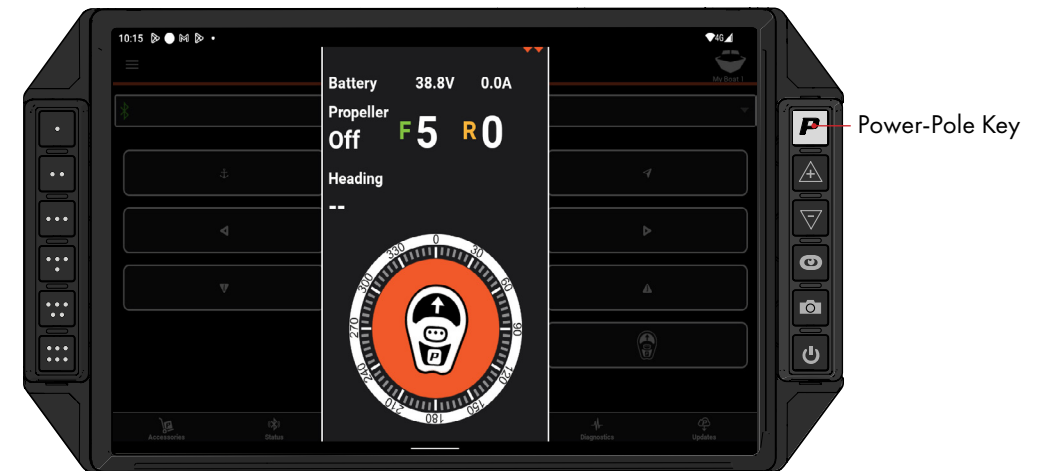 10:15
4G
My Boat 1
Battery 38.8V 0.0A
Propeller
Off F 5 R 0
Heading
--
0
30
60
90
120
150
180
210
240
270
300
330
P
P
Power-Pole Key
Accessories
Status
Diagnostics
Updates